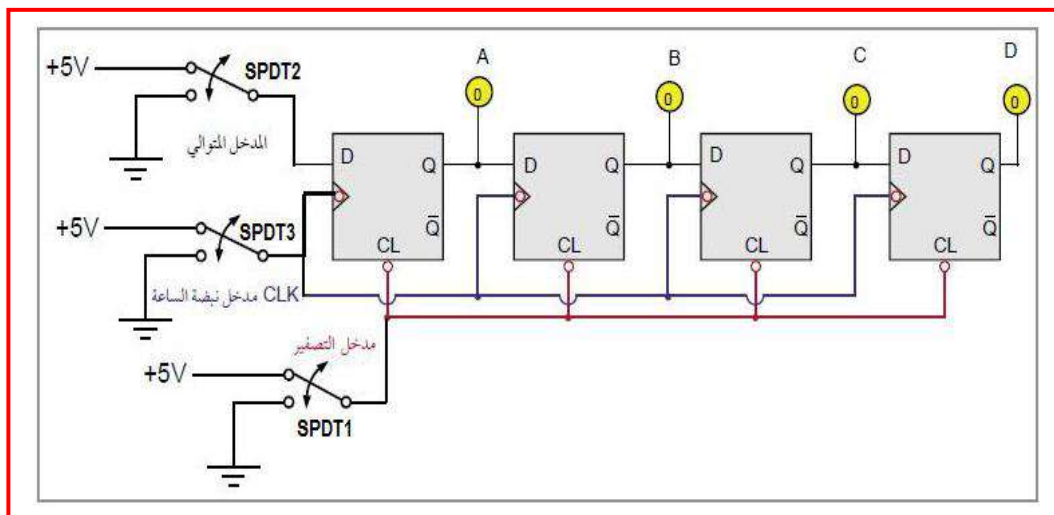 A B C D
+5V SPDT2 0 0 0 0
المدخل المتوالي
D Q D Q D Q D Q
+5V SPDT3 Q̅ Q̅ Q̅ Q̅
CL CL CL CL
مدخل نبضة الساعة CLK
مدخل التصفير
+5V
SPDT1